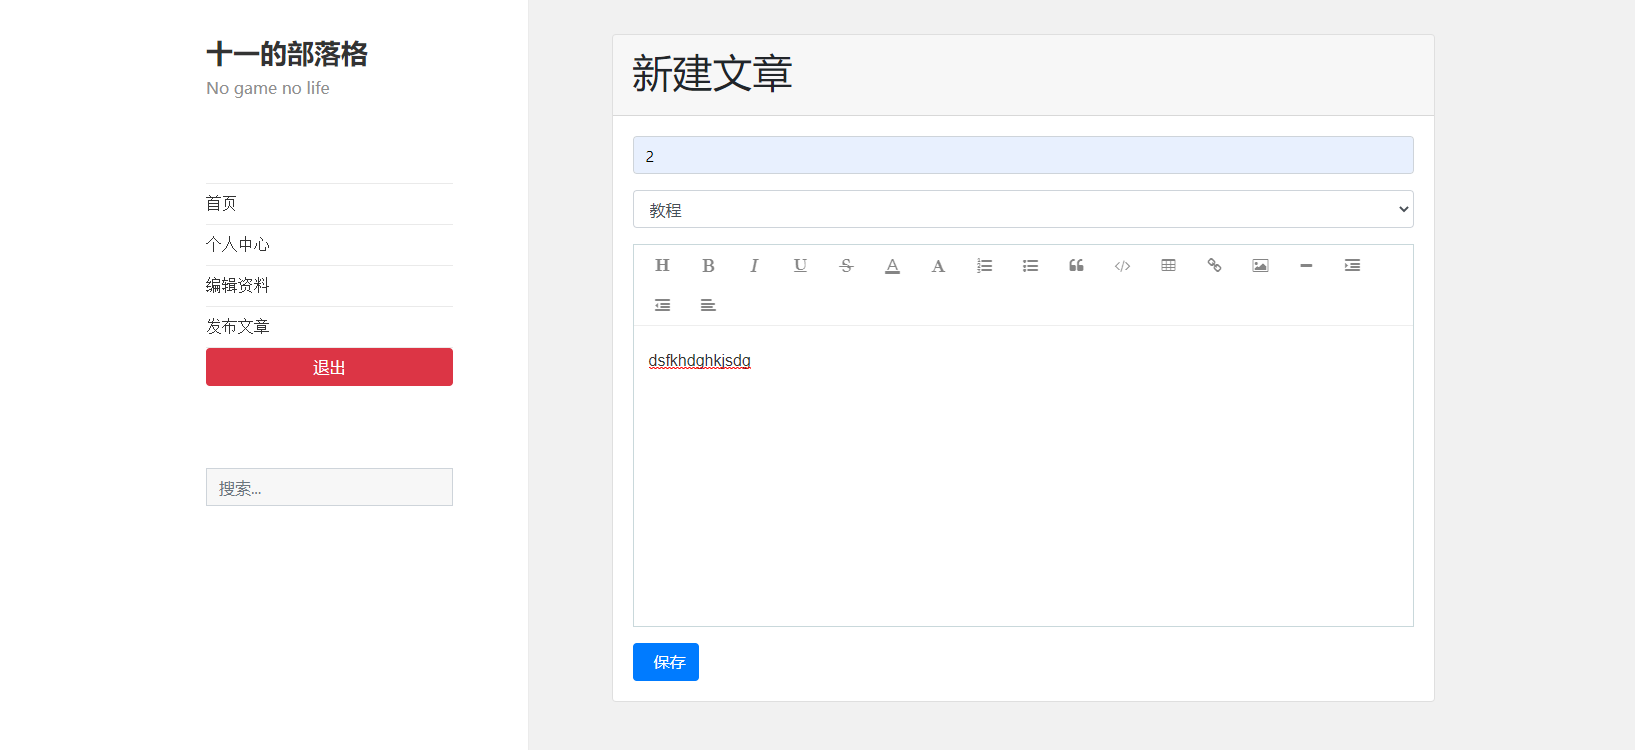 十一的部落格
No game no life
首页
个人中心
编辑资料
发布文章
退出
搜索...
新建文章
2
教程
H B I U S A A
dsfkhdghkjsdg
保存